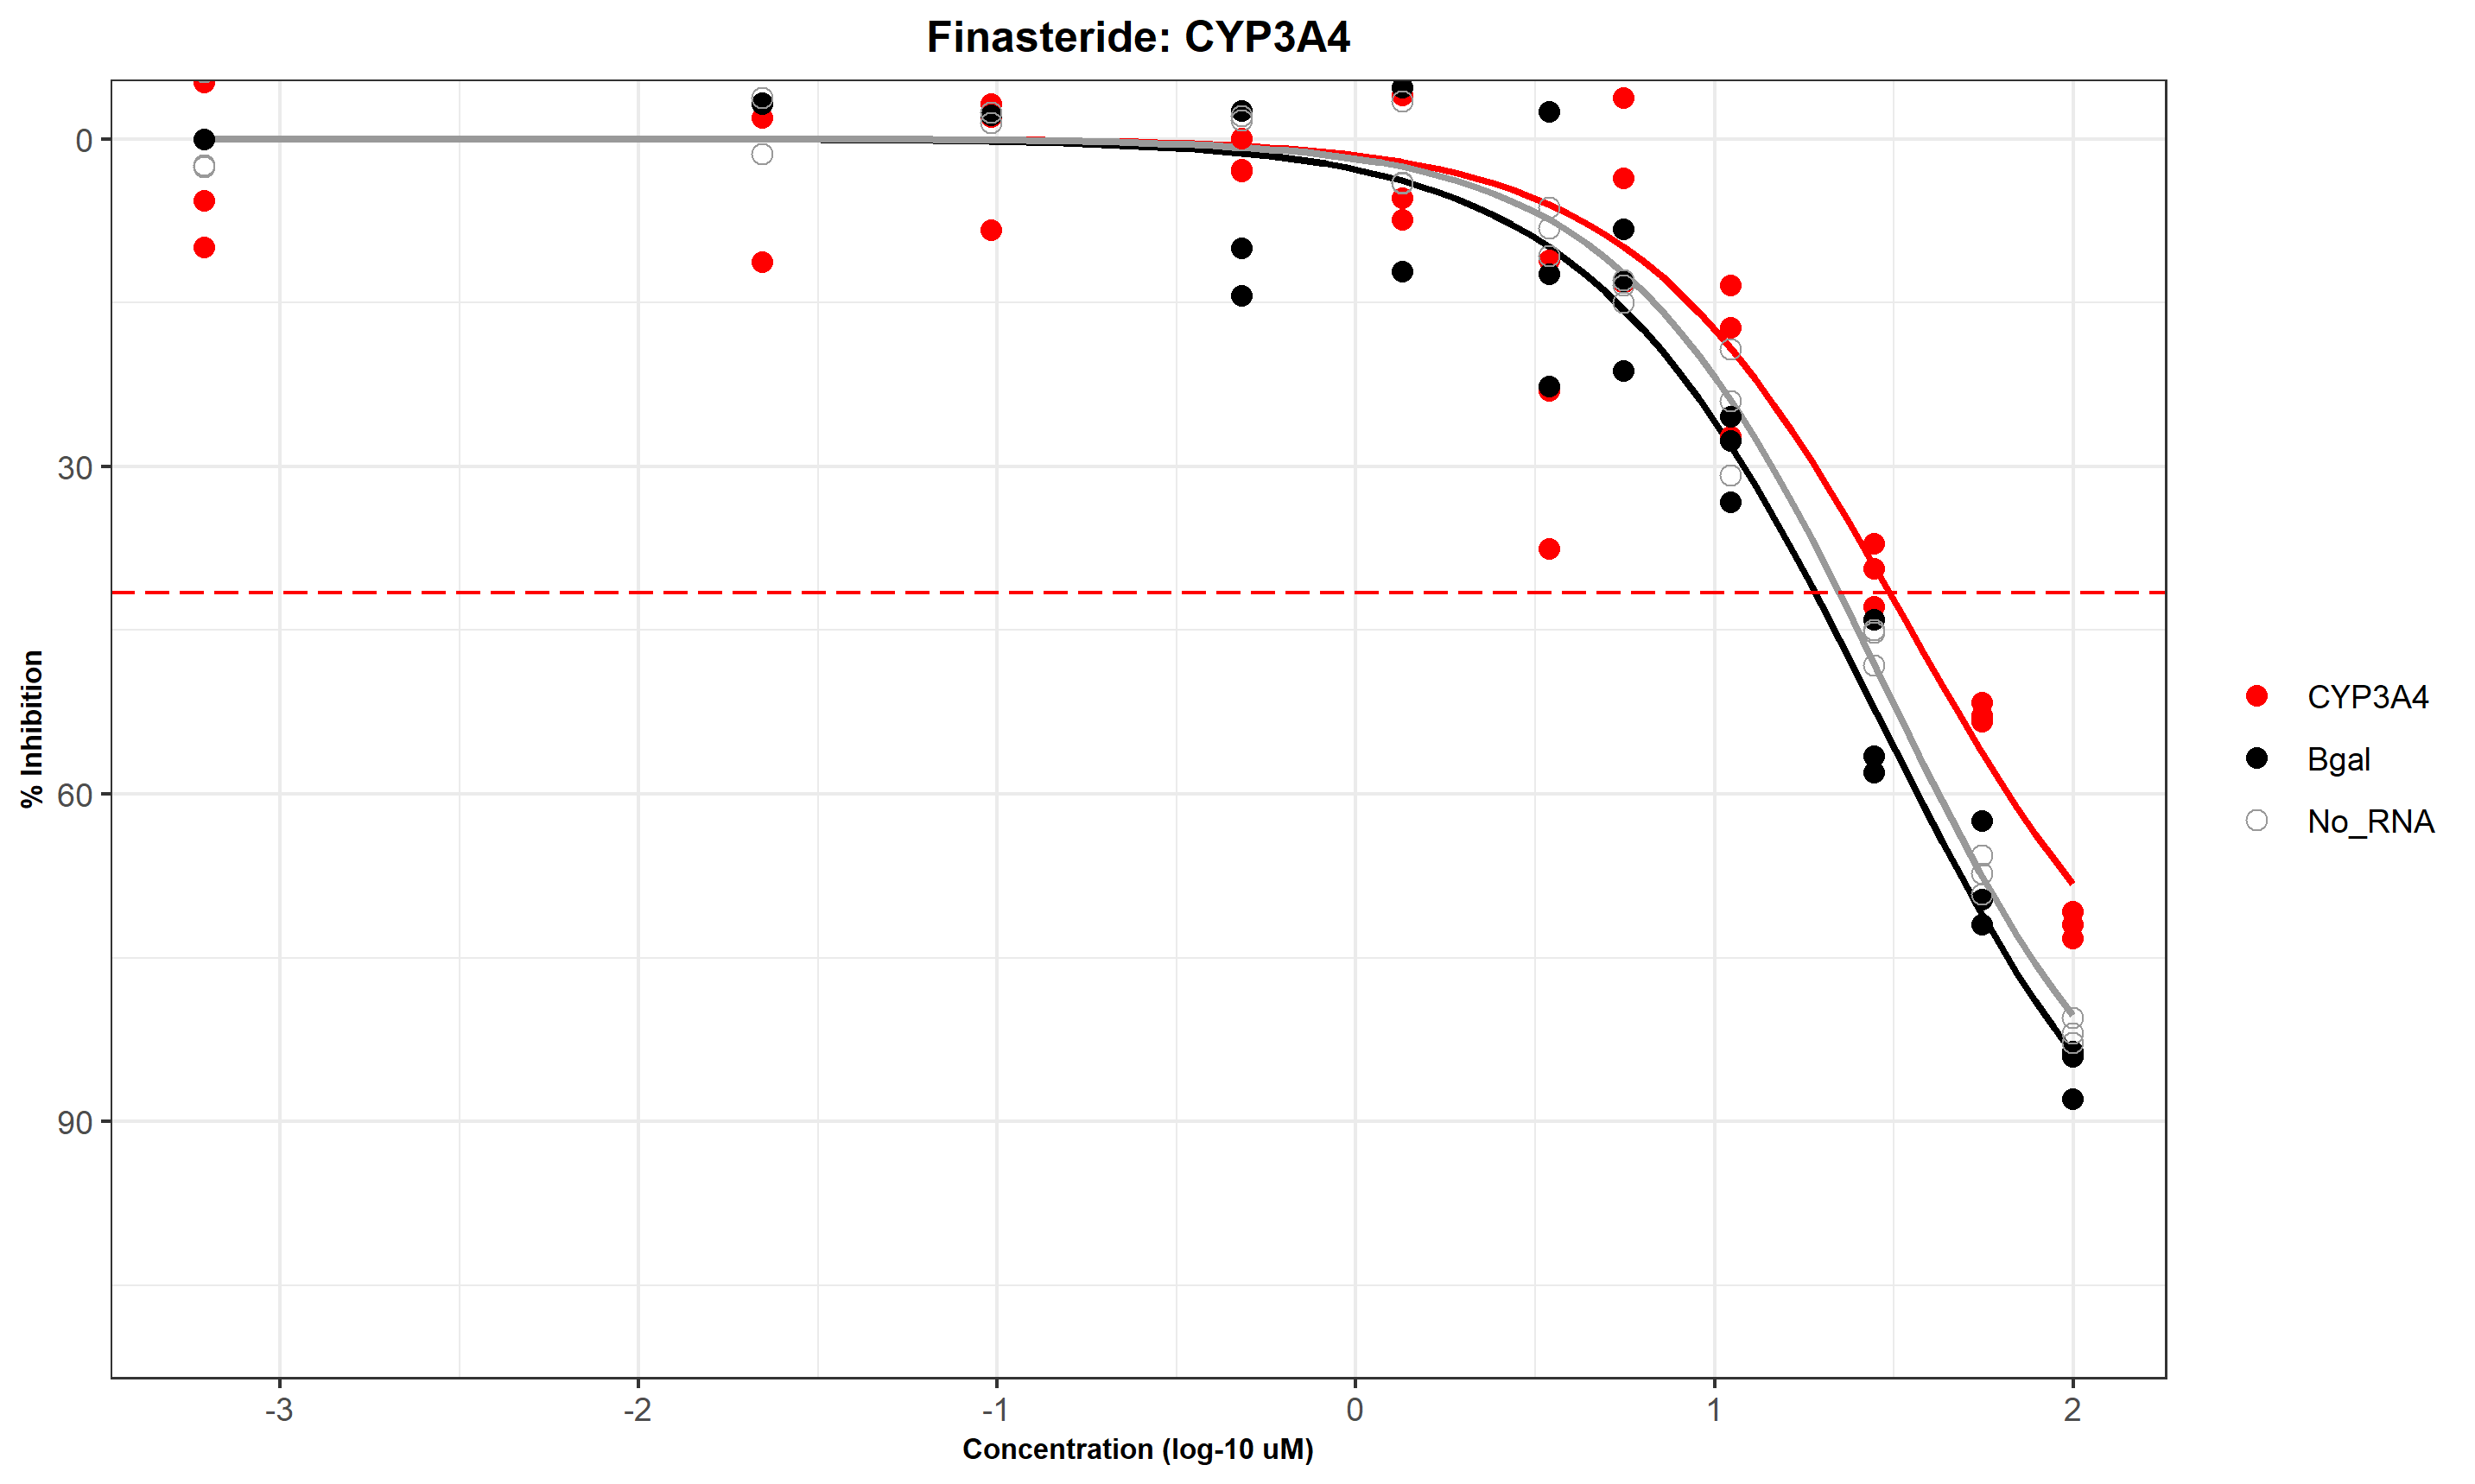 Finasteride: CYP3A4
% Inhibition
0
30
60
90
-3
-2
-1
0
1
2
Concentration (log-10 uM)
CYP3A4
Bgal
No_RNA